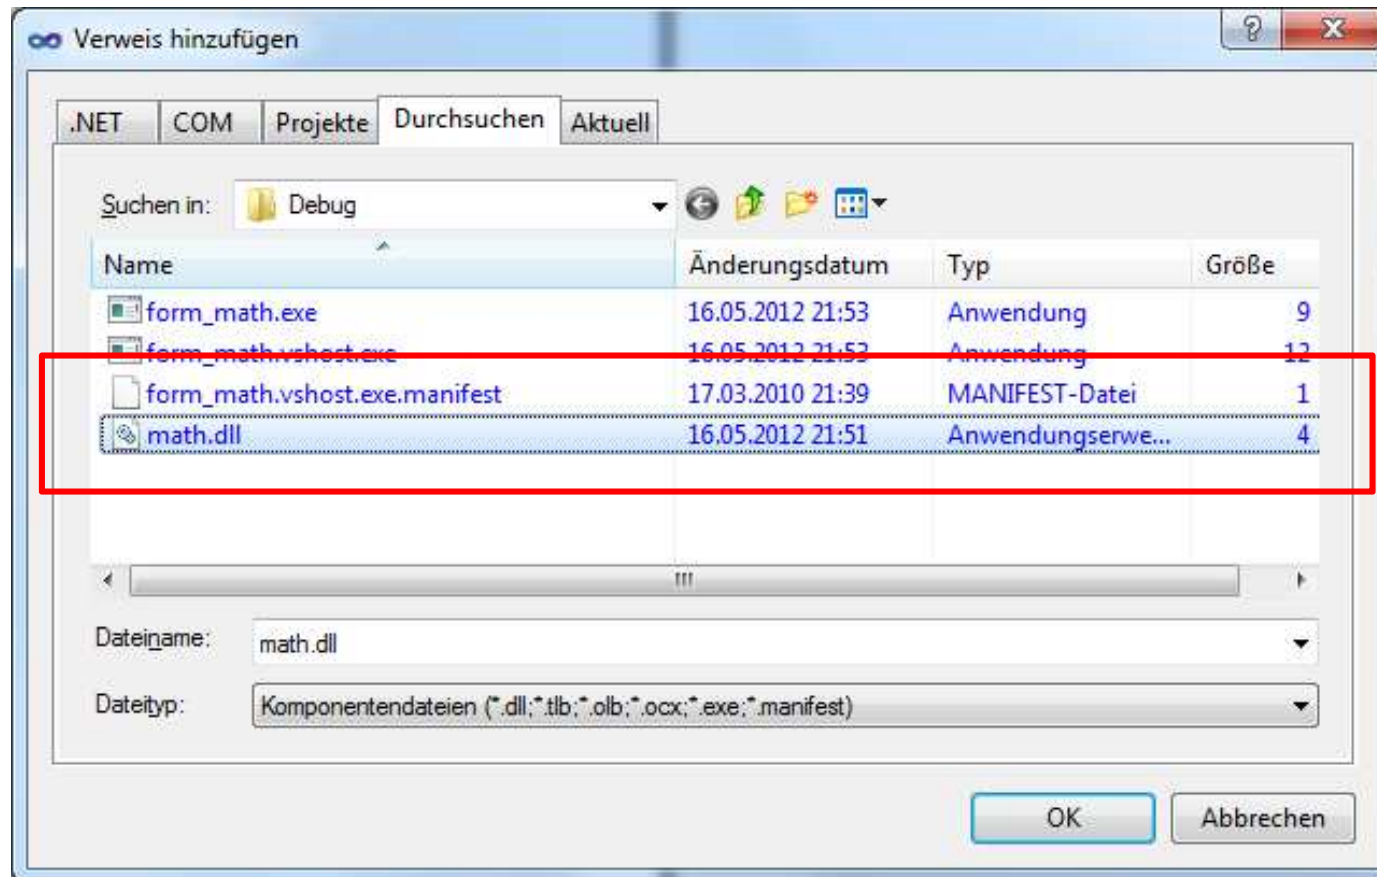 Verweis hinzufügen
.NET COM Projekte Durchsuchen Aktuell
Suchen in: Debug
Name Änderungsdatum Typ Größe
form_math.exe 16.05.2012 21:53 Anwendung 9
form_math.vshost.exe 16.05.2012 21:53 Anwendung 12
form_math.vshost.exe.manifest 17.03.2010 21:39 MANIFEST-Datei 1
math.dll 16.05.2012 21:51 Anwendungserwe... 4
Dateiname: math.dll
Dateityp: Komponentendateien (*.dll;*.tlb;*.olb;*.ocx;*.exe;*.manifest)
OK Abbrechen